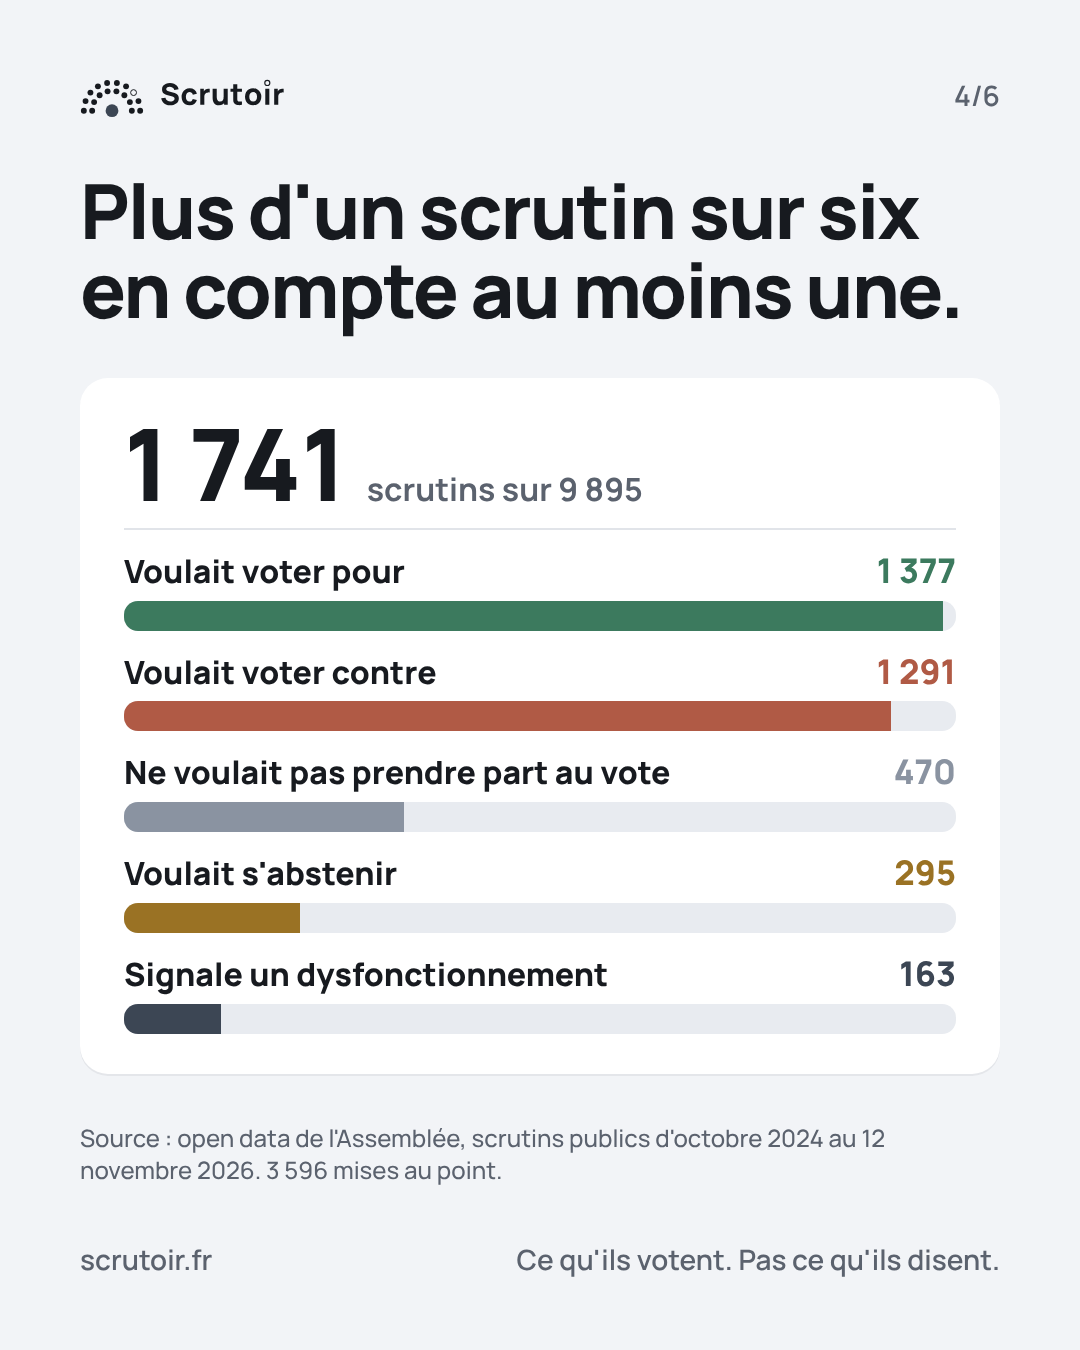 Scrutoir
4/6
Plus d'un scrutin sur six
en compte au moins une.
1 741 scrutins sur 9 895
Voulait voter pour 1 377
Voulait voter contre 1 291
Ne voulait pas prendre part au vote 470
Voulait s'abstenir 295
Signale un dysfonctionnement 163
Source : open data de l'Assemblée, scrutins publics d'octobre 2024 au 12
novembre 2026. 3 596 mises au point.
scrutoir.fr
Ce qu'ils votent. Pas ce qu'ils disent.